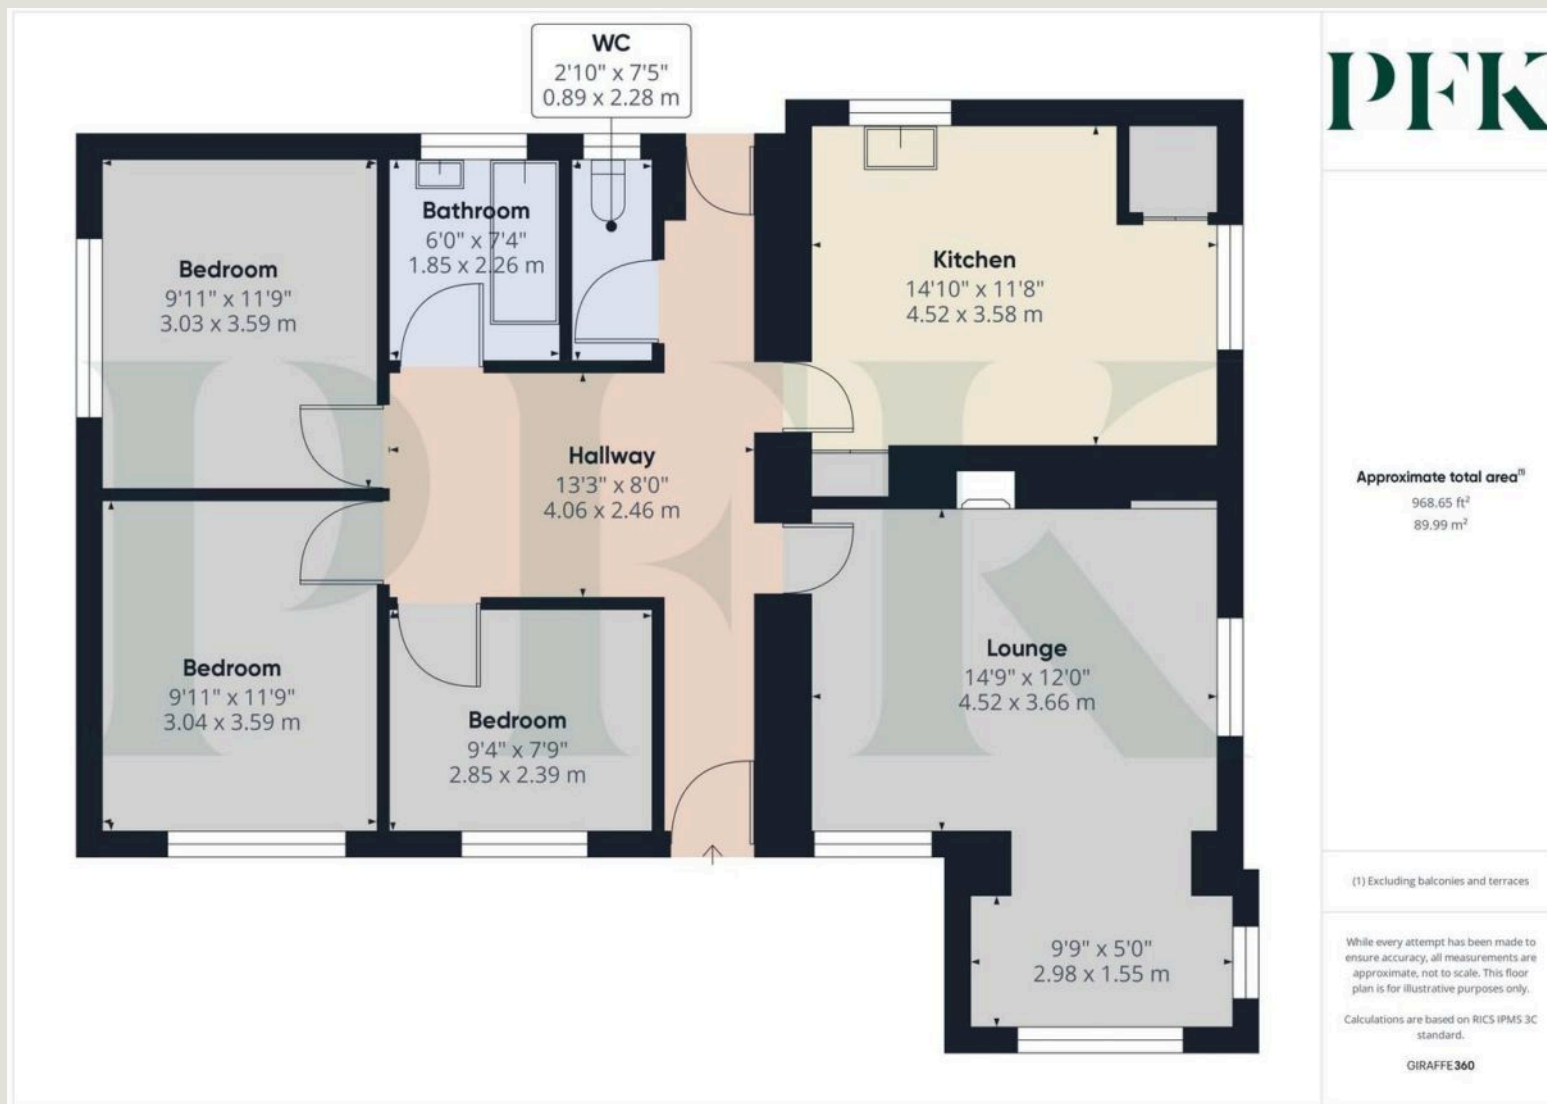 WC
2'10" x 7'5"
0.89 x 2.28 m
PFK
Bathroom
6'0" x 7'4"
1.85 x 2.26 m
Bedroom
9'11" x 11'9"
3.03 x 3.59 m
Kitchen
14'10" x 11'8"
4.52 x 3.58 m
Hallway
13'3" x 8'0"
4.06 x 2.46 m
Bedroom
9'11" x 11'9"
3.04 x 3.59 m
Bedroom
9'4" x 7'9"
2.85 x 2.39 m
Lounge
14'9" x 12'0"
4.52 x 3.66 m
9'9" x 5'0"
2.98 x 1.55 m
PFK
Approximate total area⁽¹⁾
968.65 ft²
89.99 m²
(1) Excluding balconies and terraces
While every attempt has been made to
ensure accuracy, all measurements are
approximate, not to scale. This floor
plan is for illustrative purposes only.
Calculations are based on RICS IPMS 3C
standard.
GIRAFFE360